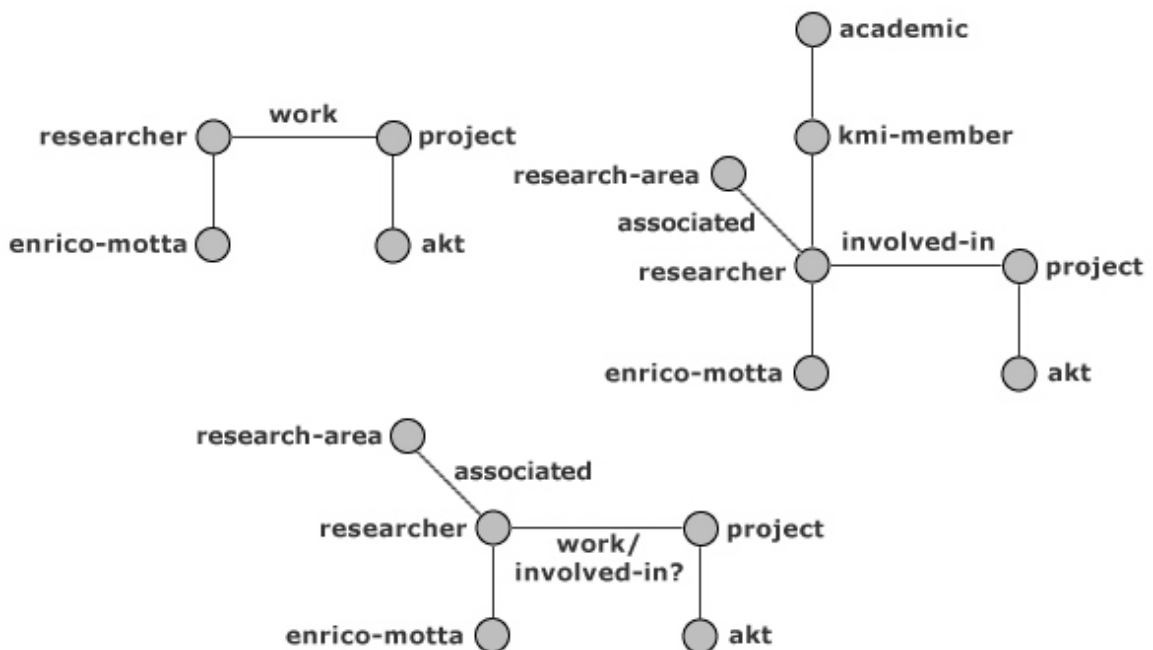 work
researcher
project
enrico-motta
akt
academic
kmi-member
research-area
associated
involved-in
researcher
project
enrico-motta
akt
research-area
associated
researcher
project
work/
involved-in?
enrico-motta
akt